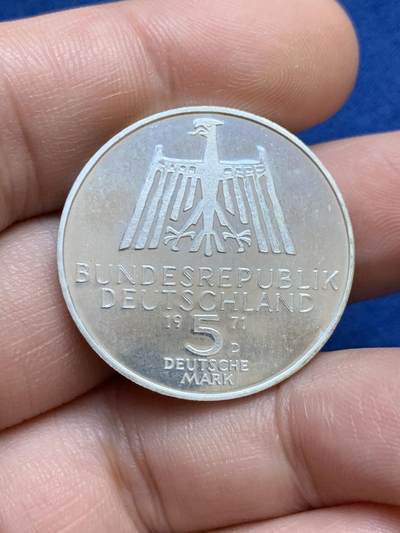 BUNDESREPUBLIK
DEUTSCHLAND
19 71
5
D
DEUTSCHE
MARK